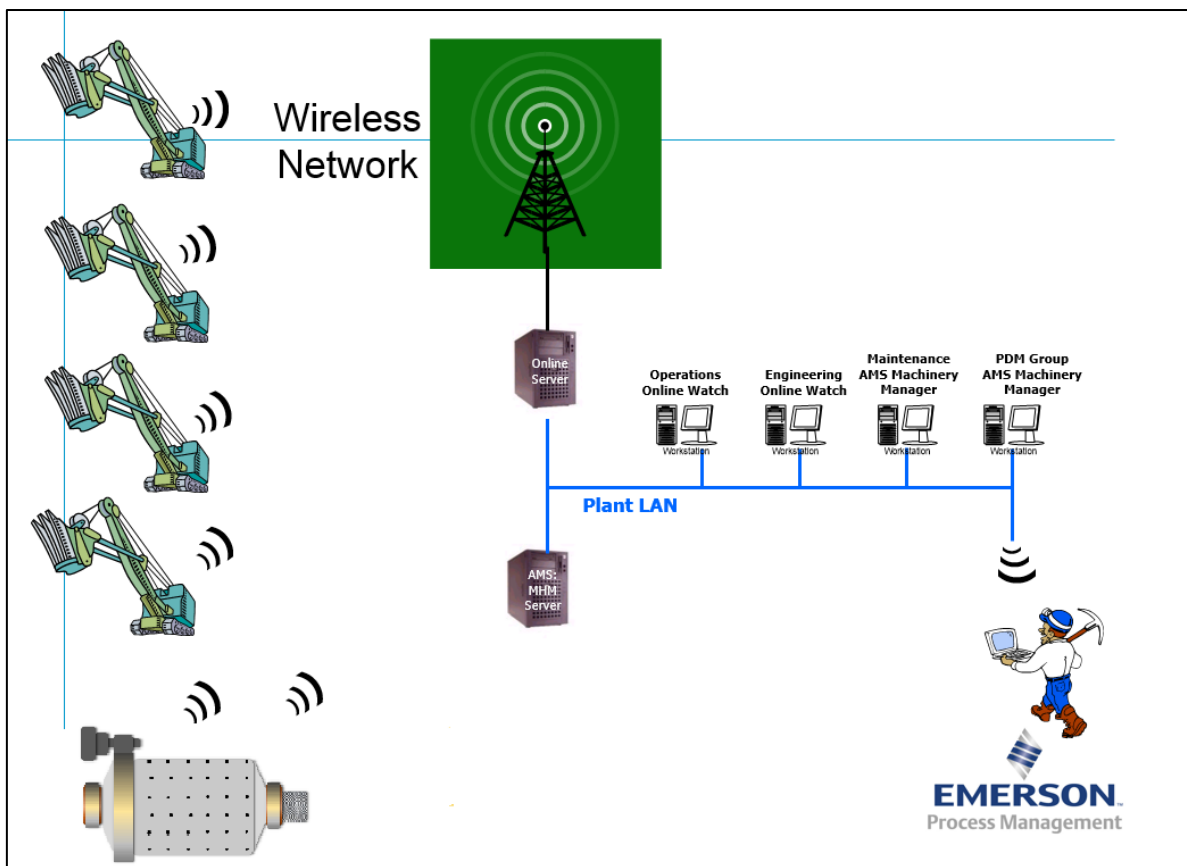 Wireless
Network
Online
Server
Operations
Online Watch
Engineering
Online Watch
Maintenance
AMS Machinery
Manager
PDM Group
AMS Machinery
Manager
Workstation
Workstation
Workstation
Workstation
Plant LAN
AMS:
MHM
Server
EMERSON™
Process Management